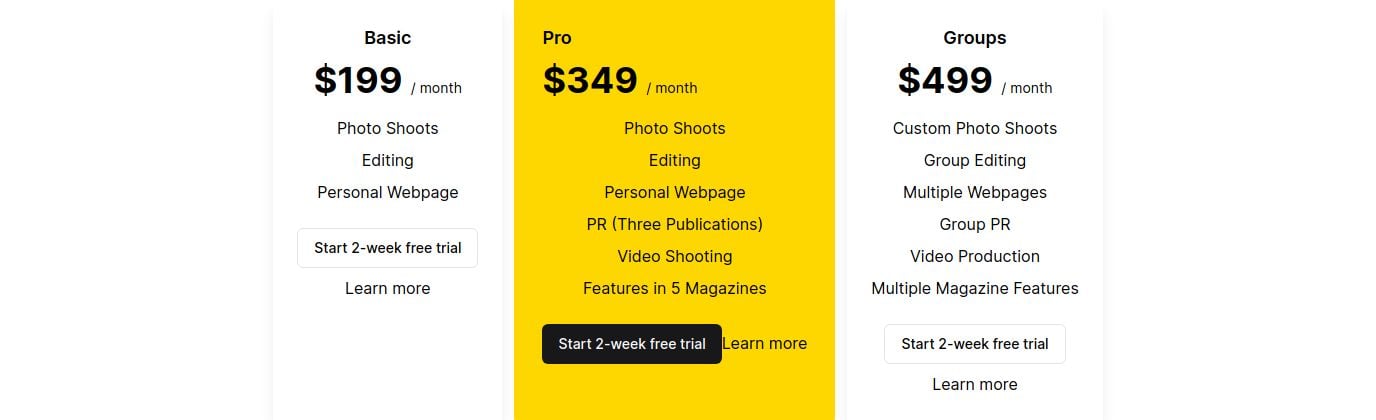 Basic
$199 / month
Photo Shoots
Editing
Personal Webpage
Start 2-week free trial
Learn more
Pro
$349 / month
Photo Shoots
Editing
Personal Webpage
PR (Three Publications)
Video Shooting
Features in 5 Magazines
Start 2-week free trial Learn more
Groups
$499 / month
Custom Photo Shoots
Group Editing
Multiple Webpages
Group PR
Video Production
Multiple Magazine Features
Start 2-week free trial
Learn more